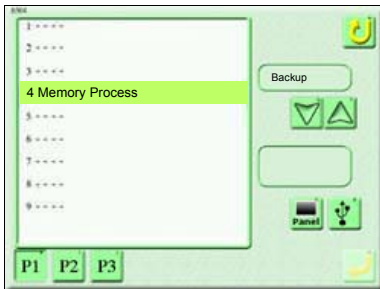 1 - - - -
2 - - - -
3 - - - -
4 Memory Process
5 - - - -
6 - - - -
7 - - - -
8 - - - -
9 - - - -
Backup
Panel
P1 P2 P3